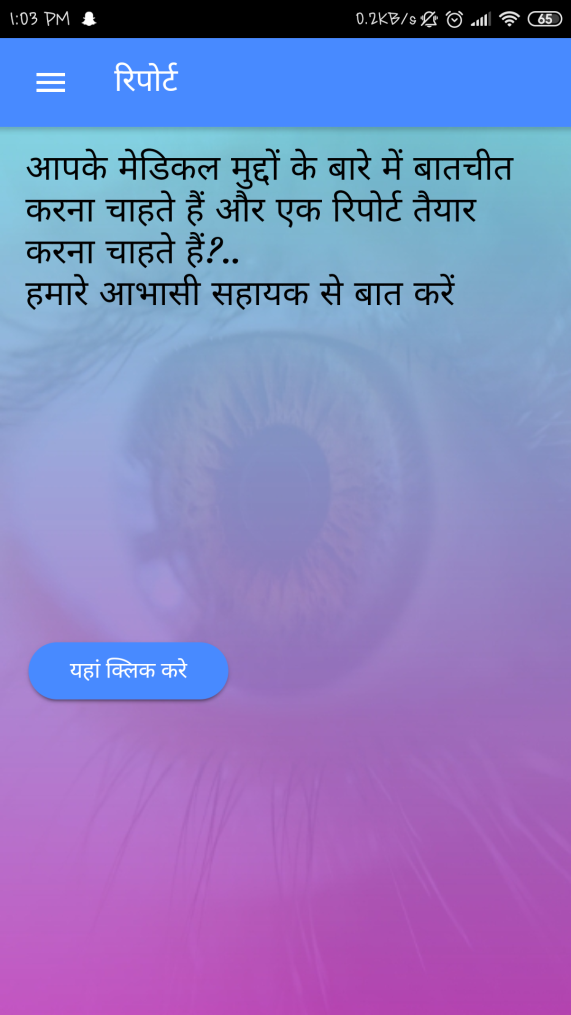 1:03 PM 0.2KB/s 65
रिपोर्ट
आपके मेडिकल मुद्दों के बारे में बातचीत
करना चाहते हैं और एक रिपोर्ट तैयार
करना चाहते हैं?..
हमारे आभासी सहायक से बात करें
यहां क्लिक करे